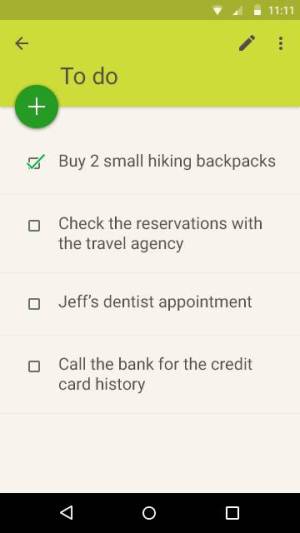 11:11
To do
Buy 2 small hiking backpacks
Check the reservations with
the travel agency
Jeff's dentist appointment
Call the bank for the credit
card history